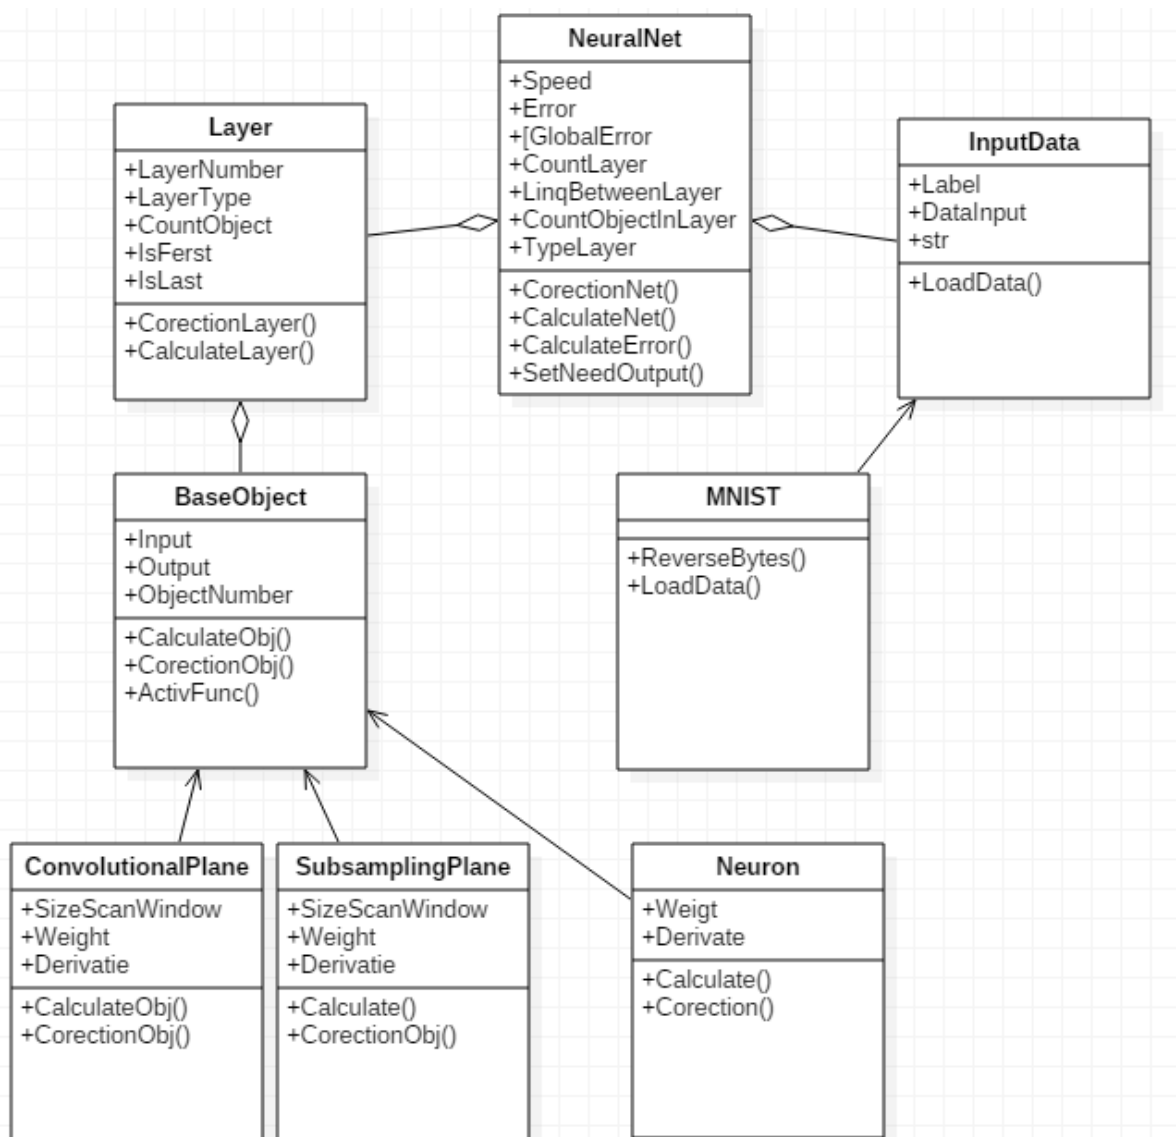 NeuralNet
+Speed
+Error
+[GlobalError
+CountLayer
+LinqBetweenLayer
+CountObjectInLayer
+TypeLayer
+CorectionNet()
+CalculateNet()
+CalculateError()
+SetNeedOutput()
Layer
+LayerNumber
+LayerType
+CountObject
+IsFerst
+IsLast
+CorectionLayer()
+CalculateLayer()
InputData
+Label
+DataInput
+str
+LoadData()
BaseObject
+Input
+Output
+ObjectNumber
+CalculateObj()
+CorectionObj()
+ActivFunc()
MNIST
+ReverseBytes()
+LoadData()
ConvolutionalPlane
+SizeScanWindow
+Weight
+Derivatie
+CalculateObj()
+CorectionObj()
SubsamplingPlane
+SizeScanWindow
+Weight
+Derivatie
+Calculate()
+CorectionObj()
Neuron
+Weigt
+Derivate
+Calculate()
+Corection()